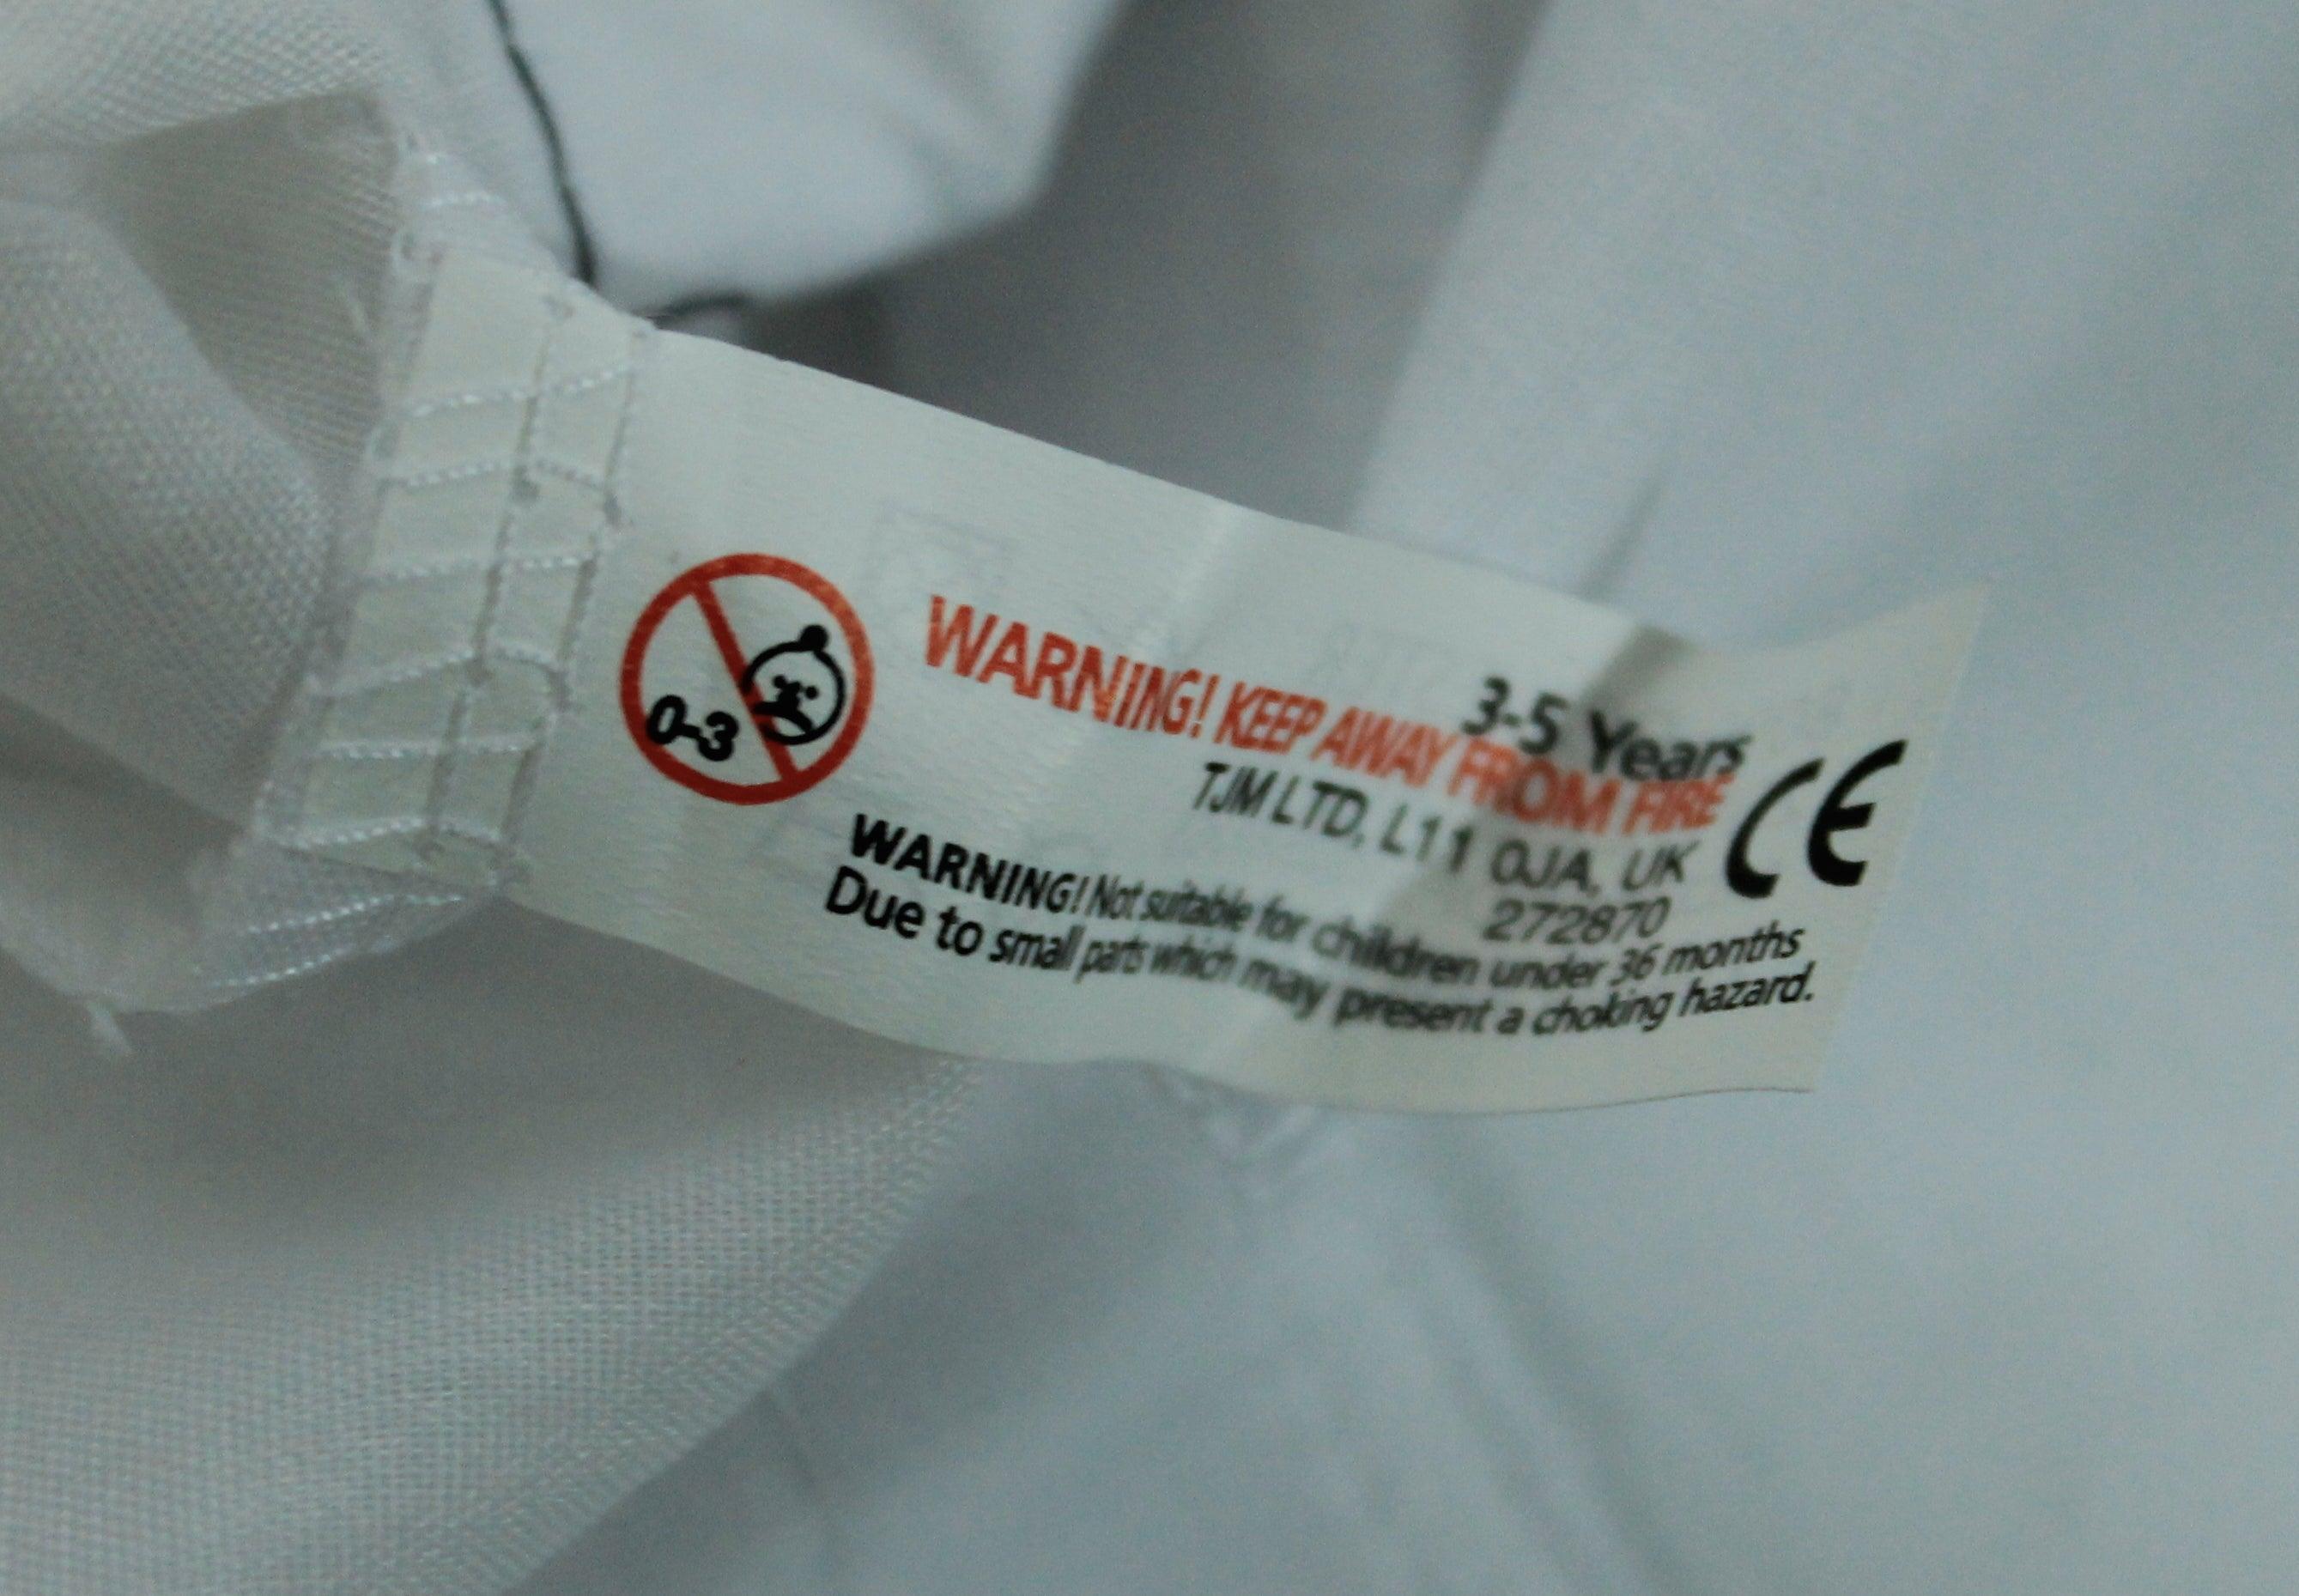 0-3
3-5 Years
WARNING! KEEP AWAY FROM FIRE
TJM LTD, L11 0JA, UK
272870
CE
WARNING! Not suitable for childdren under 36 months
Due to small parts which may present a choking hazard.